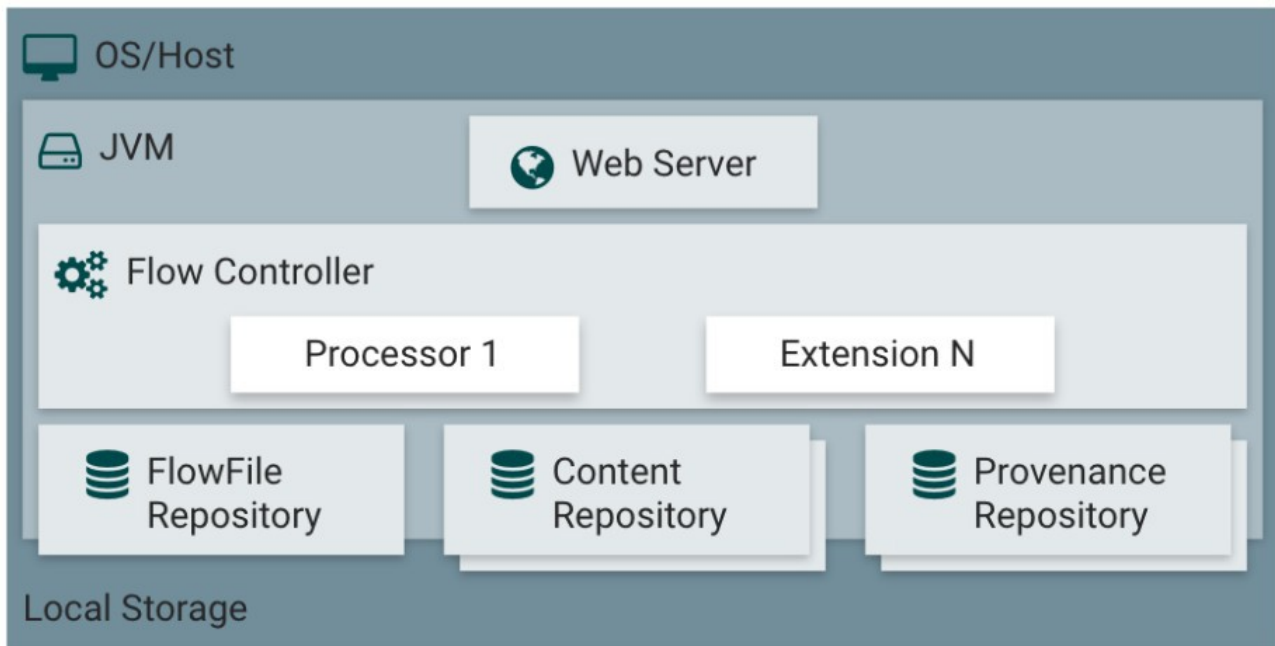 OS/Host
JVM
Web Server
Flow Controller
Processor 1
Extension N
FlowFile
Repository
Content
Repository
Provenance
Repository
Local Storage